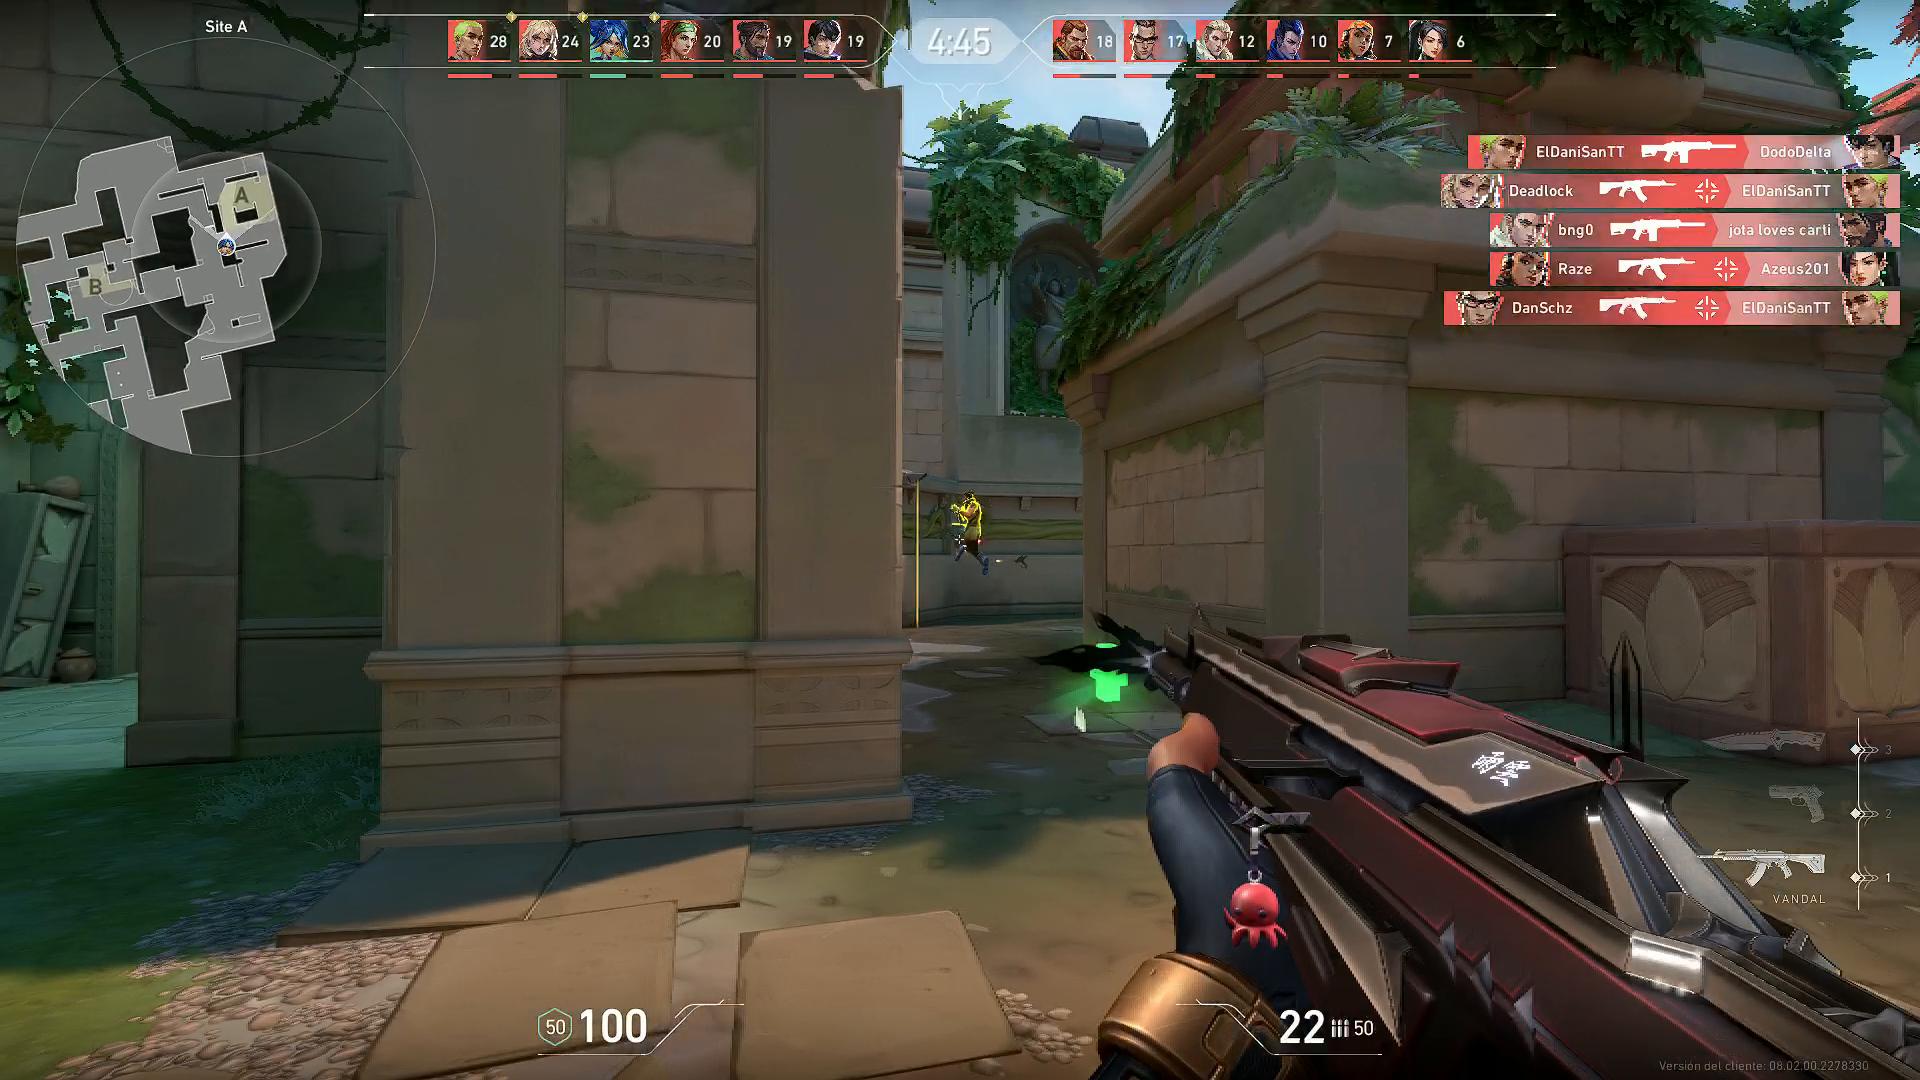 Site A
28 24 23 20 19 19
4:45
18 17 12 10 7 6
A
B
ElDaniSanTT DodoDelta
Deadlock ElDaniSanTT
bng0 jota loves carti
Raze Azeus201
DanSchz ElDaniSanTT
3
2
1
VANDAL
50 100
22 50
Versión del cliente: 08.02.00.2278330